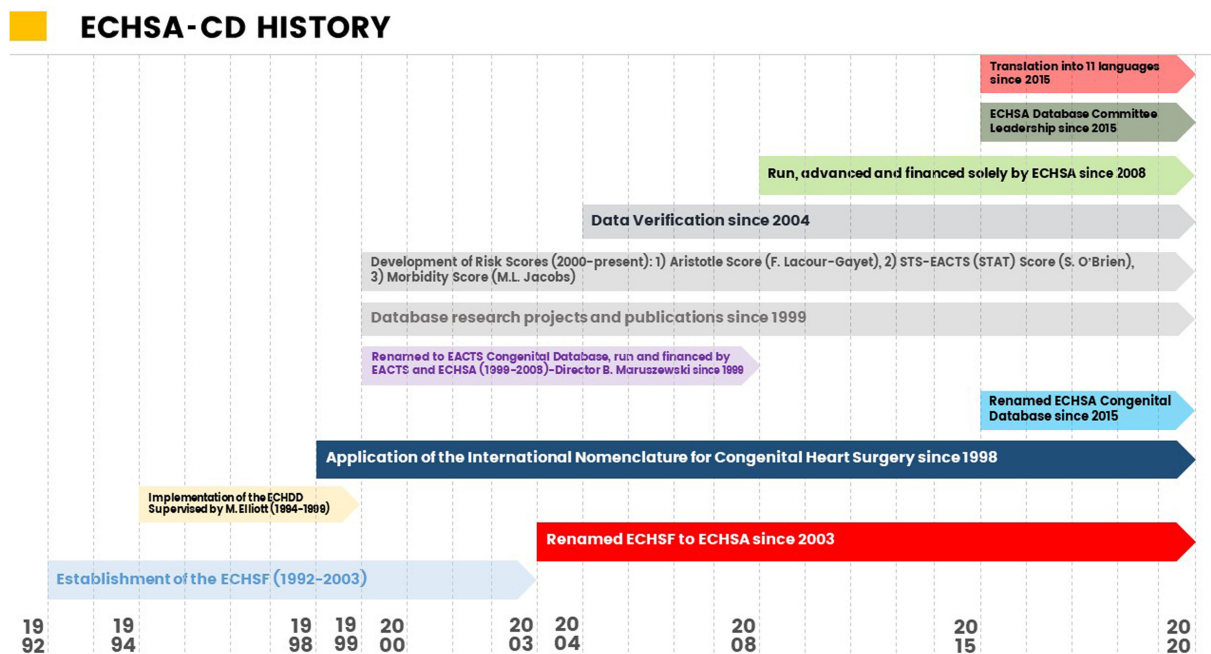 ECHSA-CD HISTORY
Translation into 11 languages
since 2015
ECHSA Database Committee
Leadership since 2015
Run, advanced and financed solely by ECHSA since 2008
Data Verification since 2004
Development of Risk Scores (2000-present): 1) Aristotle Score (F. Lacour-Gayet), 2) STS-EACTS (STAT) Score (S. O'Brien),
3) Morbidity Score (M.L. Jacobs)
Database research projects and publications since 1999
Renamed to EACTS Congenital Database, run and financed by
EACTS and ECHSA (1999-2008)-Director B. Maruszewski since 1999
Renamed ECHSA Congenital
Database since 2015
Application of the International Nomenclature for Congenital Heart Surgery since 1998
Implementation of the ECHDD
Supervised by M. Elliott (1994-1999)
Renamed ECHSF to ECHSA since 2003
Establishment of the ECHSF (1992-2003)
19 19 19 19 20 20 20 20 20 20
92 94 98 99 00 03 04 08 15 20